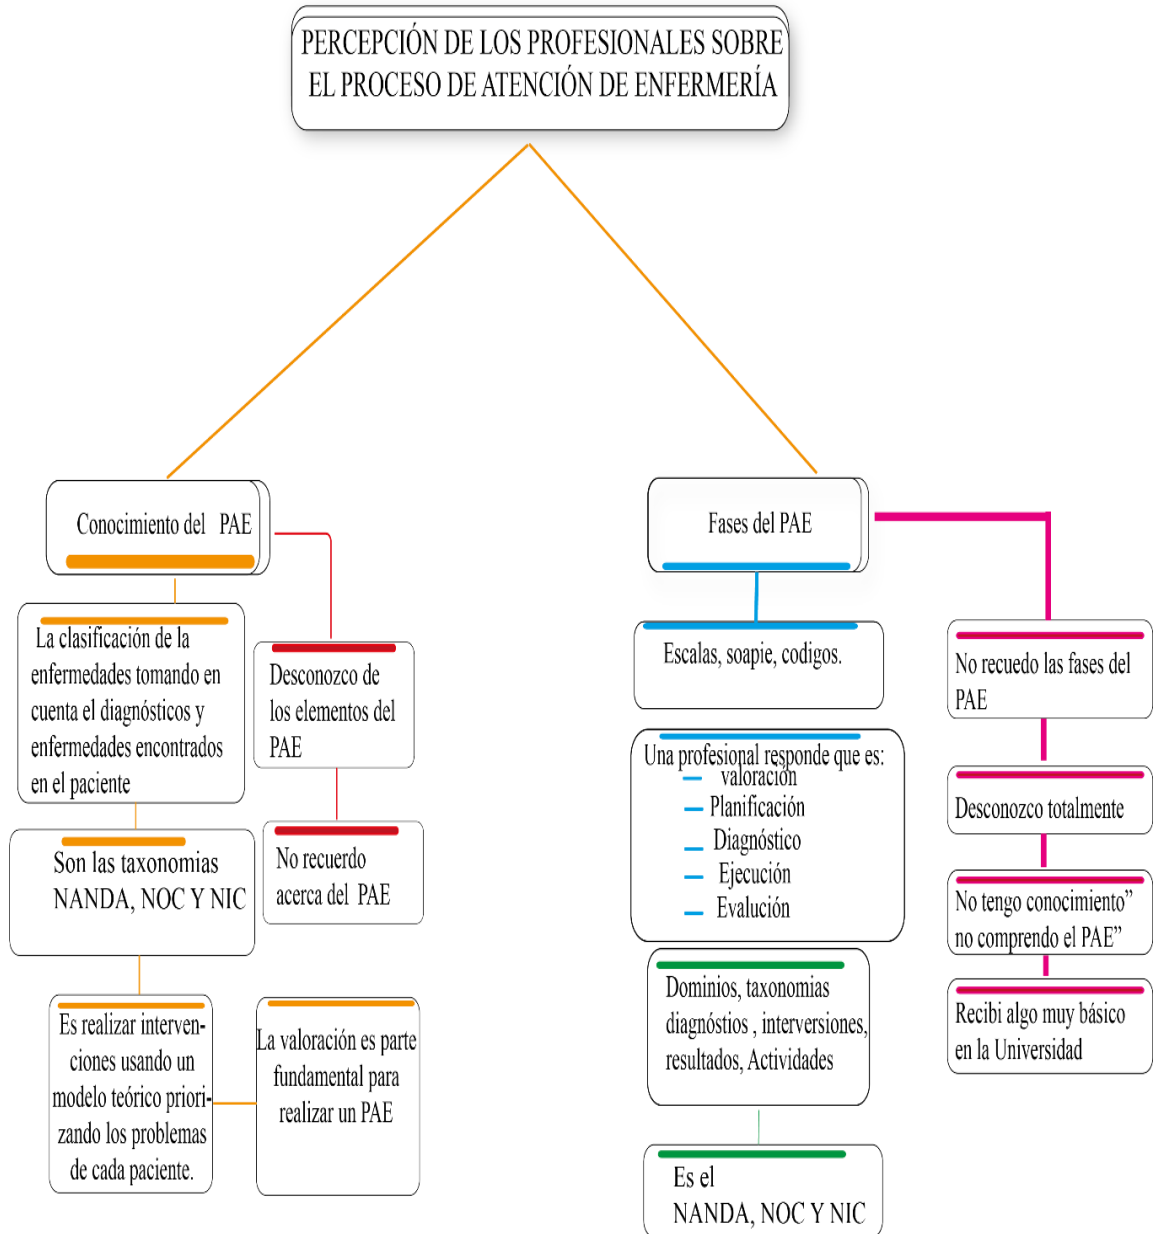 PERCEPCIÓN DE LOS PROFESIONALES SOBRE
EL PROCESO DE ATENCIÓN DE ENFERMERÍA
Conocimiento del PAE
La clasificación de la
enfermedades tomando en
cuenta el diagnósticos y
enfermedades encontrados
en el paciente
Son las taxonomias
NANDA, NOC Y NIC
Es realizar interven-
ciones usando un
modelo teórico priori-
zando los problemas
de cada paciente.
La valoración es parte
fundamental para
realizar un PAE
Desconozco de
los elementos del
PAE
No recuerdo
acerca del PAE
Fases del PAE
Escalas, soapie, codigos.
Una profesional responde que es:
valoración
Planificación
Diagnóstico
Ejecución
Evalución
Dominios, taxonomias
diagnóstios , interversiones,
resultados, Actividades
Es el
NANDA, NOC Y NIC
No recuedo las fases del
PAE
Desconozco totalmente
No tengo conocimiento”
no comprendo el PAE”
Recibi algo muy básico
en la Universidad